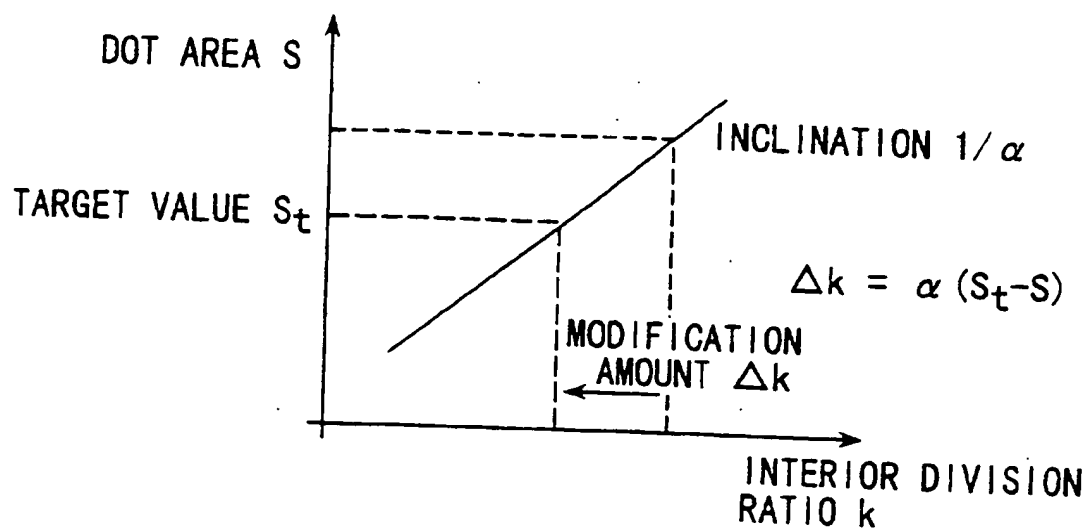 DOT AREA S
INCLINATION 1/α
TARGET VALUE St
Δk = α (St-S)
MODIFICATION
AMOUNT Δk
INTERIOR DIVISION
RATIO k